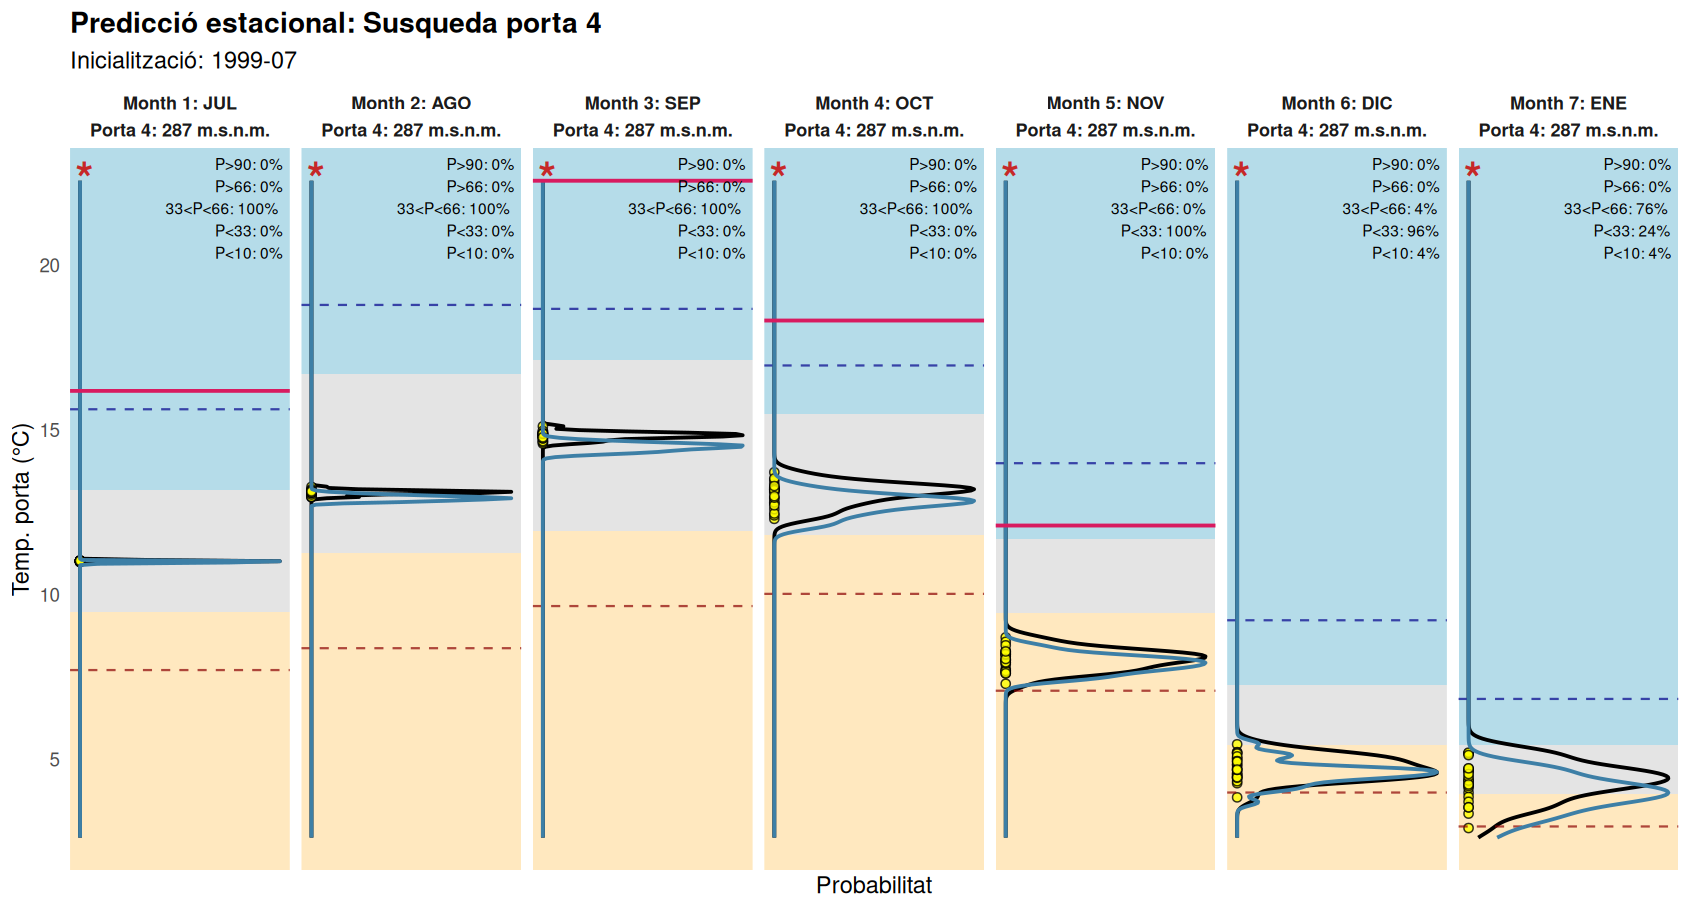 Predicció estacional: Susqueda porta 4
Inicialització: 1999-07
Month 1: JUL
Porta 4: 287 m.s.n.m.
Month 2: AGO
Porta 4: 287 m.s.n.m.
Month 3: SEP
Porta 4: 287 m.s.n.m.
Month 4: OCT
Porta 4: 287 m.s.n.m.
Month 5: NOV
Porta 4: 287 m.s.n.m.
Month 6: DIC
Porta 4: 287 m.s.n.m.
Month 7: ENE
Porta 4: 287 m.s.n.m.
*
P>90: 0%
P>66: 0%
33<P<66: 100%
P<33: 0%
P<10: 0%
*
P>90: 0%
P>66: 0%
33<P<66: 100%
P<33: 0%
P<10: 0%
*
P>90: 0%
P>66: 0%
33<P<66: 100%
P<33: 0%
P<10: 0%
*
P>90: 0%
P>66: 0%
33<P<66: 100%
P<33: 0%
P<10: 0%
*
P>90: 0%
P>66: 0%
33<P<66: 0%
P<33: 100%
P<10: 0%
*
P>90: 0%
P>66: 0%
33<P<66: 4%
P<33: 96%
P<10: 4%
*
P>90: 0%
P>66: 0%
33<P<66: 76%
P<33: 24%
P<10: 4%
Temp. porta (°C)
20
15
10
5
Probabilitat